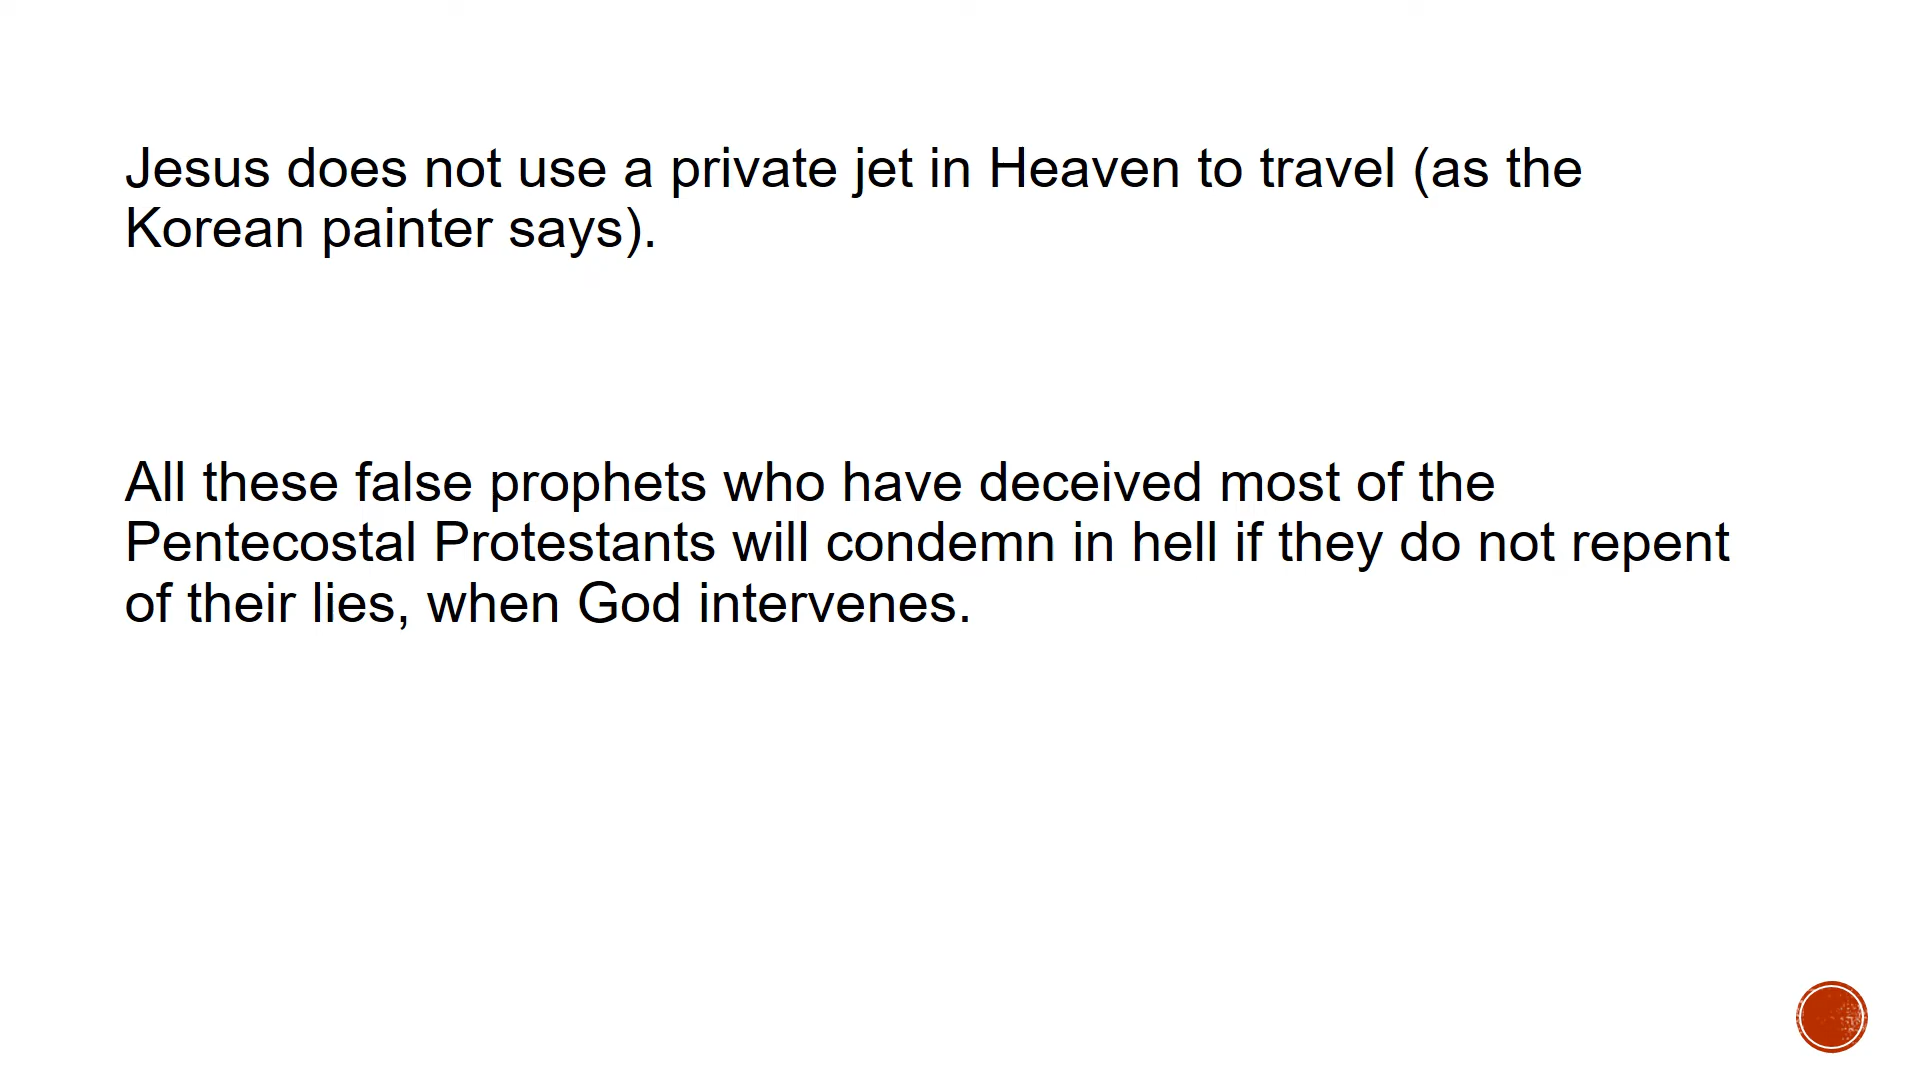 Jesus does not use a private jet in Heaven to travel (as the
Korean painter says).
All these false prophets who have deceived most of the
Pentecostal Protestants will condemn in hell if they do not repent
of their lies, when God intervenes.